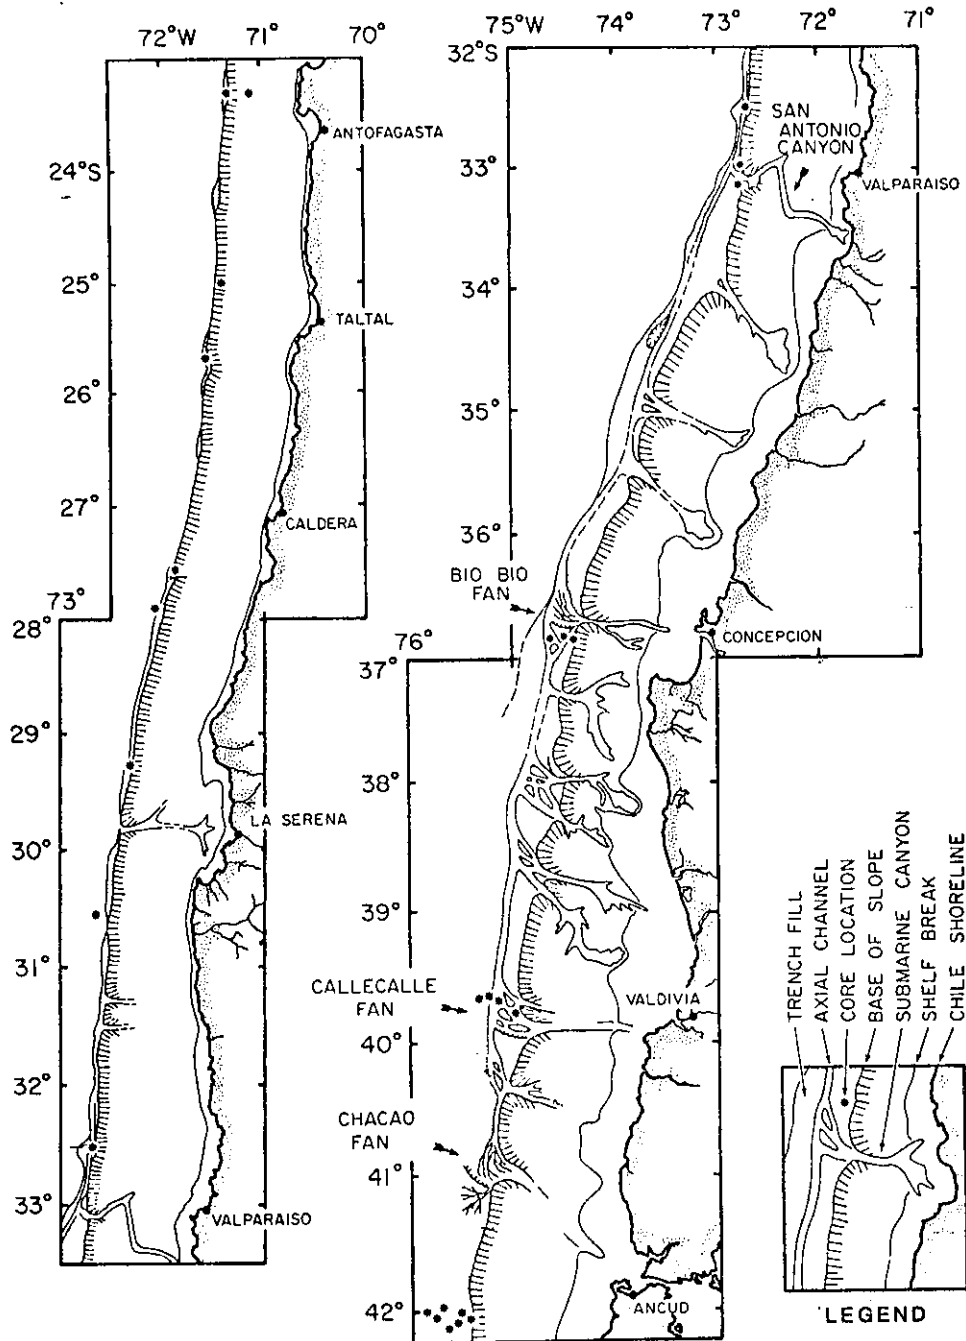 72°W 71° 70°
24°S
25°
26°
27°
73°
28°
29°
30°
31°
32°
33°
ANTOFAGASTA
TALTAL
CALDERA
LA SERENA
VALPARAISO
75°W 74° 73° 72° 71°
32°S
33°
34°
35°
36°
76°
37°
38°
39°
40°
41°
42°
SAN
ANTONIO
CANYON
VALPARAISO
BIO BIO
FAN
CONCEPCION
CALLECALLE
FAN
VALDIVIA
CHACAO
FAN
ANCUD
TRENCH FILL
AXIAL CHANNEL
CORE LOCATION
BASE OF SLOPE
SUBMARINE CANYON
SHELF BREAK
CHILE SHORELINE
LEGEND